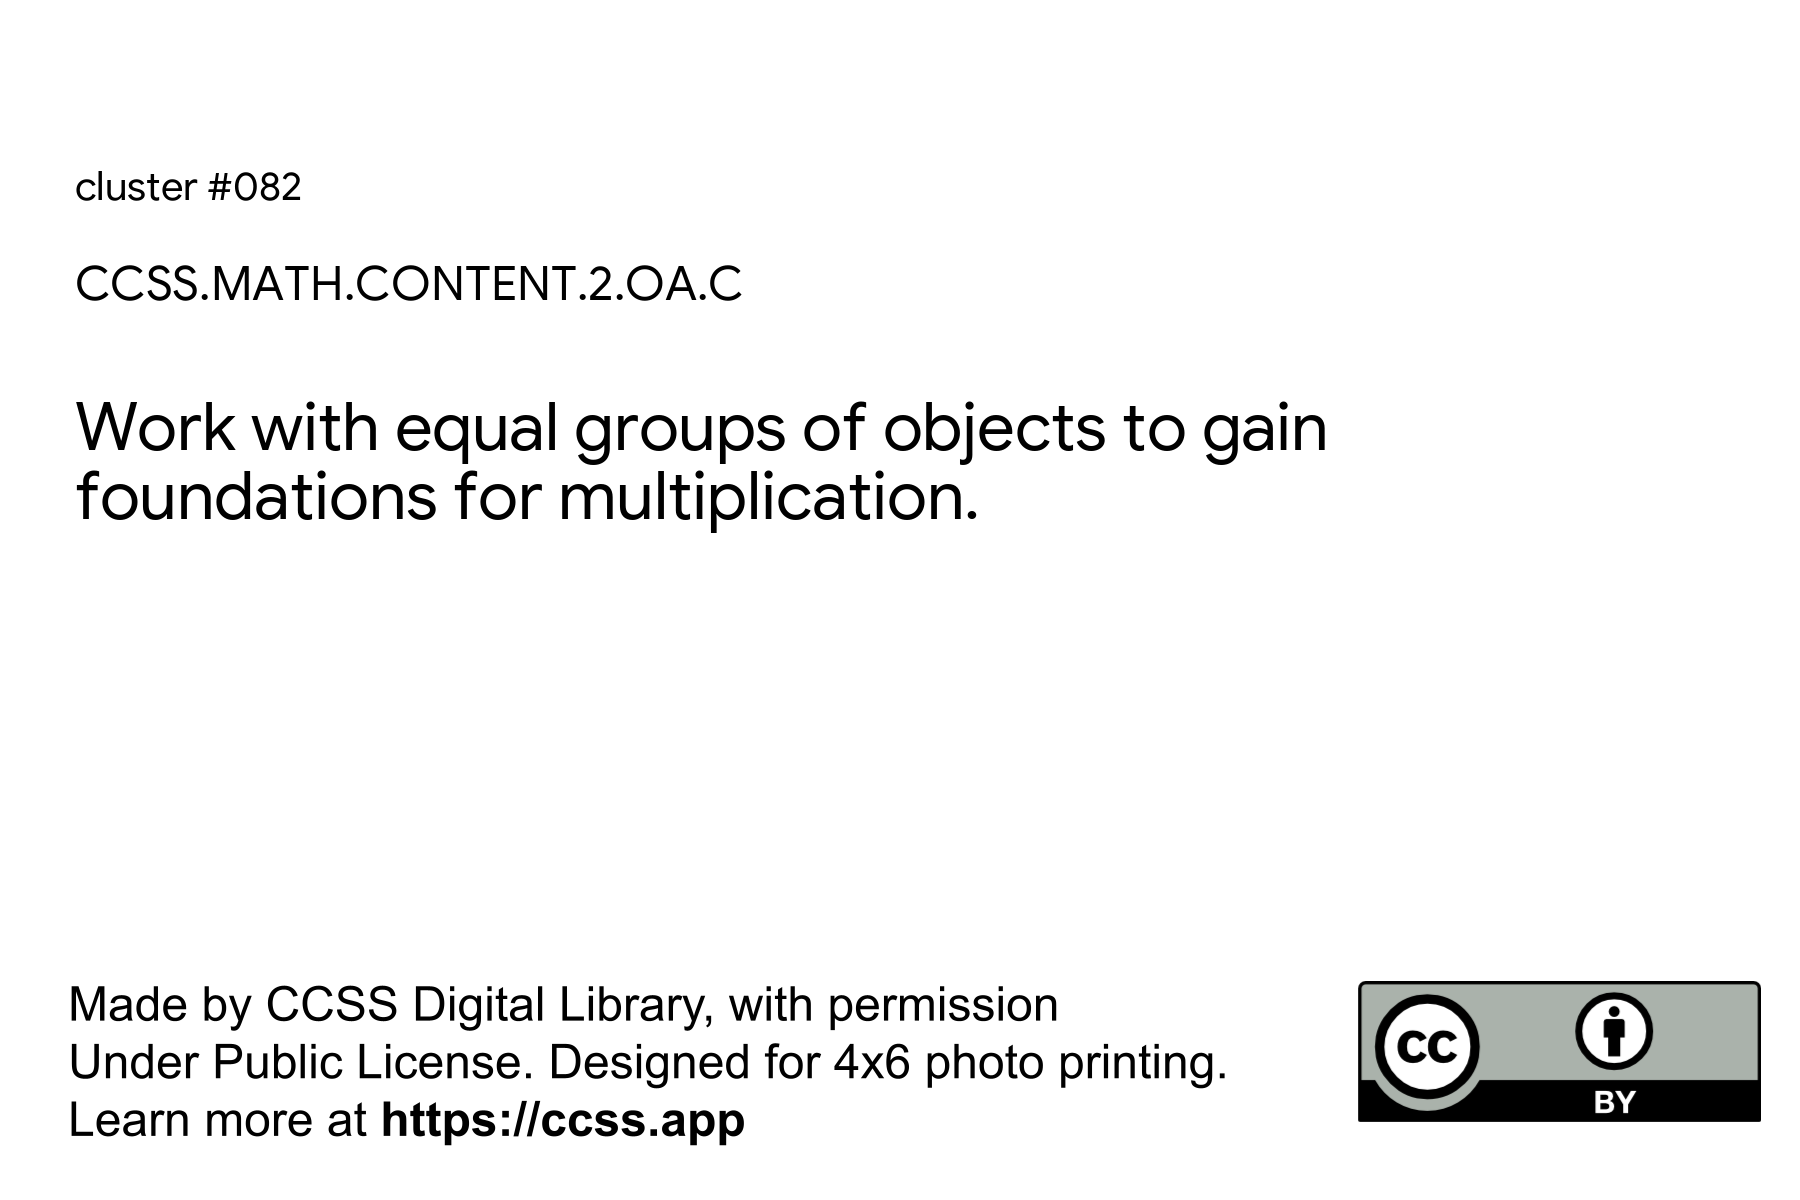 cluster #082
CCSS.MATH.CONTENT.2.OA.C
Work with equal groups of objects to gain
foundations for multiplication.
Made by CCSS Digital Library, with permission
Under Public License. Designed for 4x6 photo printing.
Learn more at https://ccss.app
cc
BY